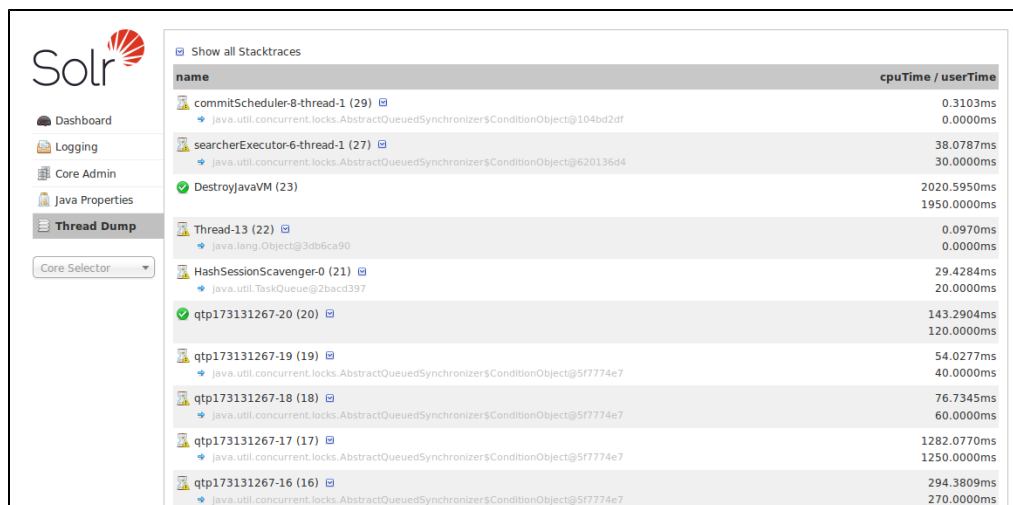 Solr
Dashboard
Logging
Core Admin
Java Properties
Thread Dump
Core Selector
Show all Stacktraces
name cpuTime / userTime
commitScheduler-8-thread-1 (29) 0.3103ms
java.util.concurrent.locks.AbstractQueuedSynchronizer$ConditionObject@104bd2df 0.0000ms
searcherExecutor-6-thread-1 (27) 38.0787ms
java.util.concurrent.locks.AbstractQueuedSynchronizer$ConditionObject@620136d4 30.0000ms
DestroyJavaVM (23) 2020.5950ms
1950.0000ms
Thread-13 (22) 0.0970ms
java.lang.Object@3db6ca90 0.0000ms
HashSessionScavenger-0 (21) 29.4284ms
java.util.TaskQueue@2bacd397 20.0000ms
qtp173131267-20 (20) 143.2904ms
120.0000ms
qtp173131267-19 (19) 54.0277ms
java.util.concurrent.locks.AbstractQueuedSynchronizer$ConditionObject@5f7774e7 40.0000ms
qtp173131267-18 (18) 76.7345ms
java.util.concurrent.locks.AbstractQueuedSynchronizer$ConditionObject@5f7774e7 60.0000ms
qtp173131267-17 (17) 1282.0770ms
java.util.concurrent.locks.AbstractQueuedSynchronizer$ConditionObject@5f7774e7 1250.0000ms
qtp173131267-16 (16) 294.3809ms
java.util.concurrent.locks.AbstractQueuedSynchronizer$ConditionObject@5f7774e7 270.0000ms